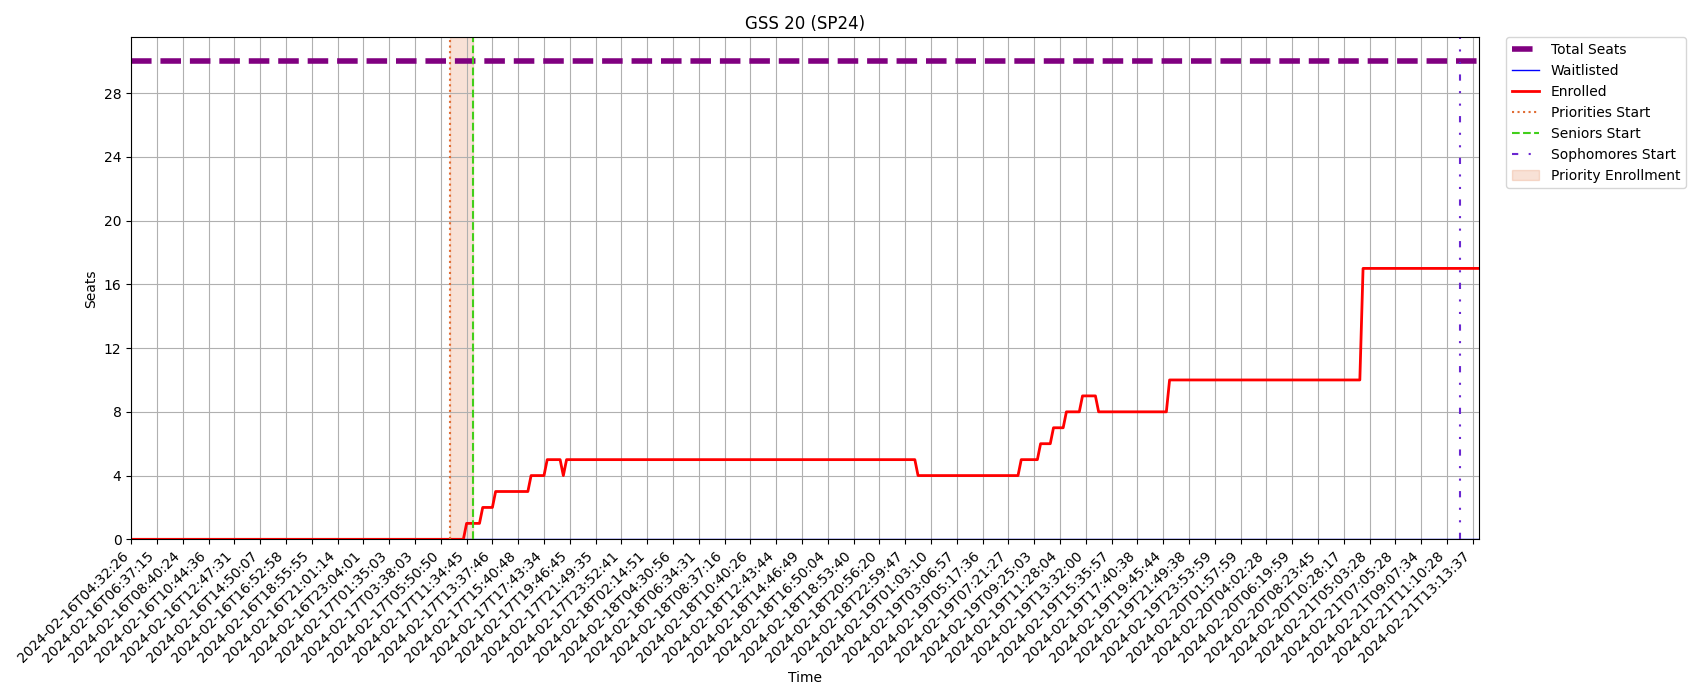 GSS 20 (SP24)
Total Seats
Waitlisted
Enrolled
Priorities Start
Seniors Start
Sophomores Start
Priority Enrollment
Seats
28
24
20
16
12
8
4
0
2024-02-16T04:32:26
2024-02-16T06:37:15
2024-02-16T08:40:24
2024-02-16T10:44:36
2024-02-16T12:47:31
2024-02-16T14:50:07
2024-02-16T16:52:58
2024-02-16T18:55:55
2024-02-16T21:01:14
2024-02-16T23:04:01
2024-02-17T01:35:03
2024-02-17T03:38:03
2024-02-17T05:50:50
2024-02-17T11:34:45
2024-02-17T13:37:46
2024-02-17T15:40:48
2024-02-17T17:43:34
2024-02-17T19:46:45
2024-02-17T21:49:35
2024-02-17T23:52:41
2024-02-18T02:14:51
2024-02-18T04:30:56
2024-02-18T06:34:31
2024-02-18T08:37:16
2024-02-18T10:40:26
2024-02-18T12:43:44
2024-02-18T14:46:49
2024-02-18T16:50:04
2024-02-18T18:53:40
2024-02-18T20:56:20
2024-02-18T22:59:47
2024-02-19T01:03:10
2024-02-19T03:06:57
2024-02-19T05:17:36
2024-02-19T07:21:27
2024-02-19T09:25:03
2024-02-19T11:28:04
2024-02-19T13:32:00
2024-02-19T15:35:57
2024-02-19T17:40:38
2024-02-19T19:45:44
2024-02-19T21:49:38
2024-02-19T23:53:59
2024-02-20T01:57:59
2024-02-20T04:02:28
2024-02-20T06:19:59
2024-02-20T08:23:45
2024-02-20T10:28:17
2024-02-21T05:03:28
2024-02-21T07:05:28
2024-02-21T09:07:34
2024-02-21T11:10:28
2024-02-21T13:13:37
Time